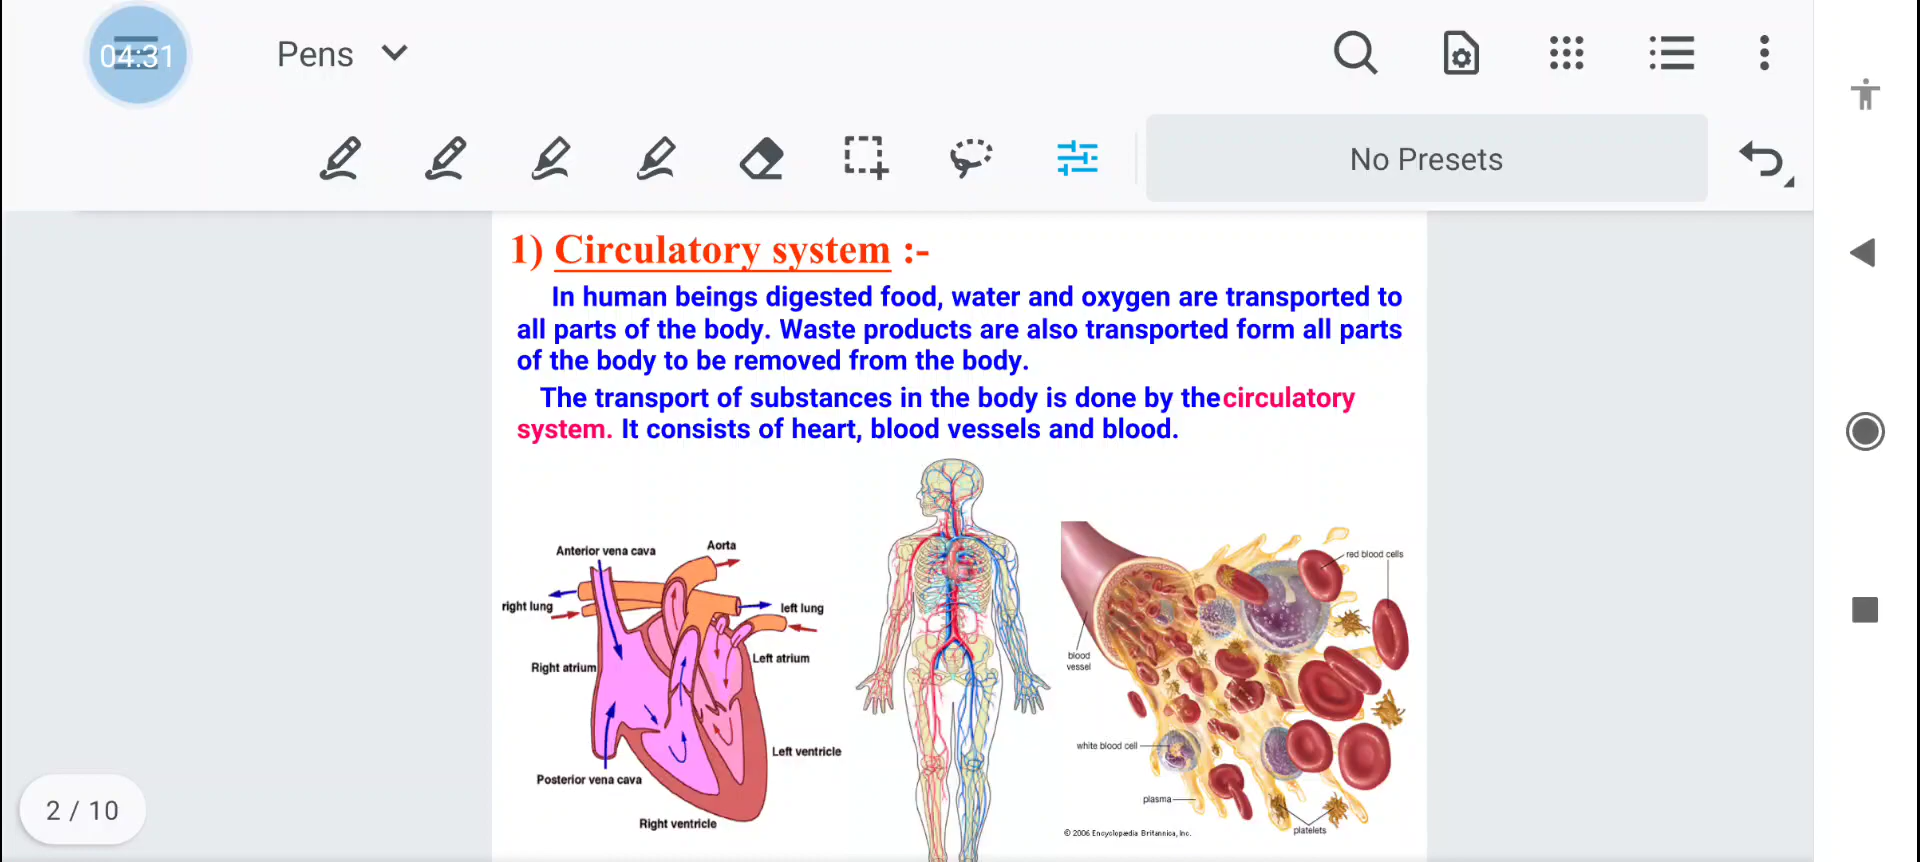 04:31
Pens
No Presets
1) Circulatory system :-
In human beings digested food, water and oxygen are transported to
all parts of the body. Waste products are also transported form all parts
of the body to be removed from the body.
The transport of substances in the body is done by the circulatory
system. It consists of heart, blood vessels and blood.
Anterior vena cava
Aorta
right lung
left lung
Right atrium
Left atrium
Left ventricle
Posterior vena cava
Right ventricle
red blood cells
blood
vessel
white blood cell
plasma
platelets
© 2006 Encyclopædia Britannica, Inc.
2 / 10